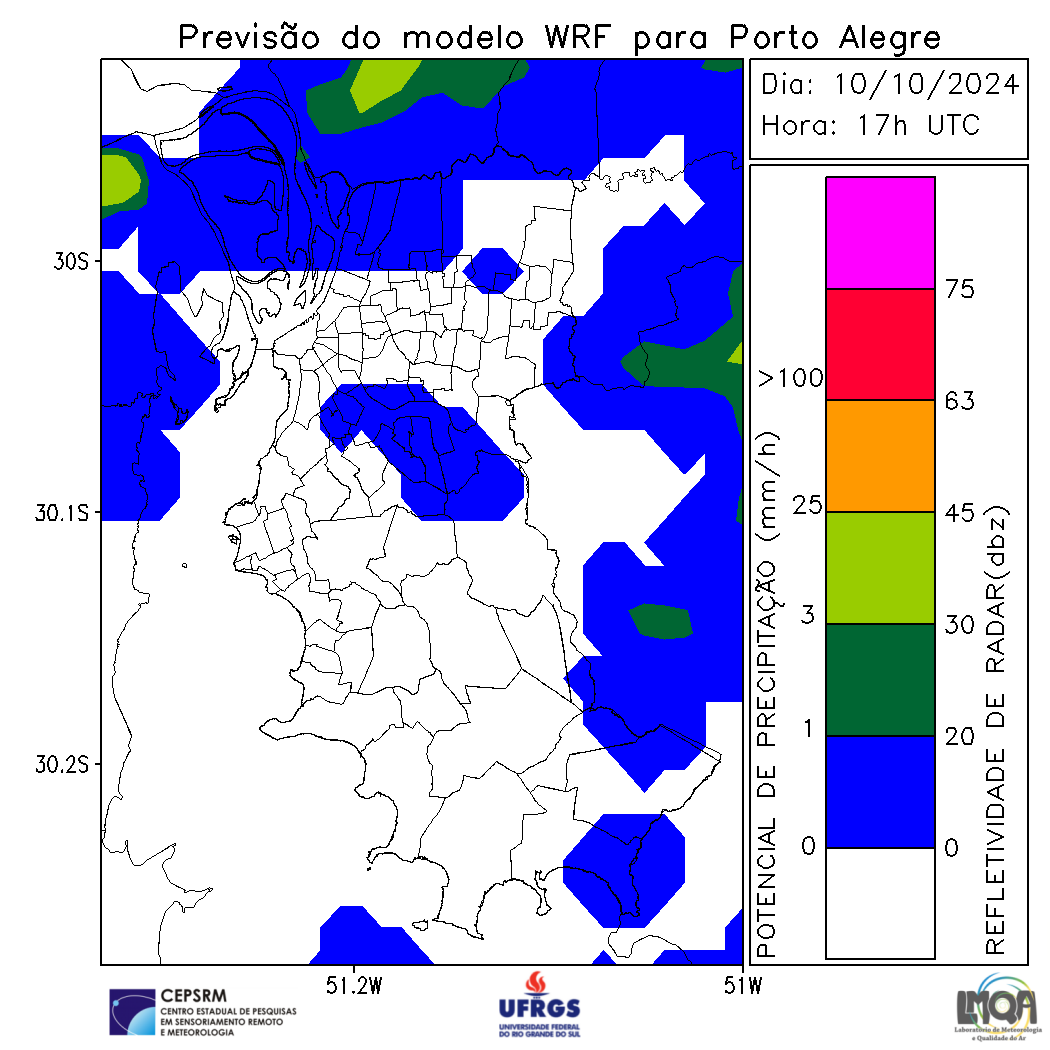 Previsão do modelo WRF para Porto Alegre
Dia: 10/10/2024
Hora: 17h UTC
30S
30.1S
30.2S
51.2W
51W
POTENCIAL DE PRECIPITAÇÃO (mm/h)
>100
25
3
1
0
75
63
45
30
20
0
REFLETIVIDADE DE RADAR(dbz)
CEPSRM
CENTRO ESTADUAL DE PESQUISAS
EM SENSORIAMENTO REMOTO
E METEOROLOGIA
UFRGS
UNIVERSIDADE FEDERAL
DO RIO GRANDE DO SUL
LMQA
Laboratório de Meteorologia
e Qualidade do Ar